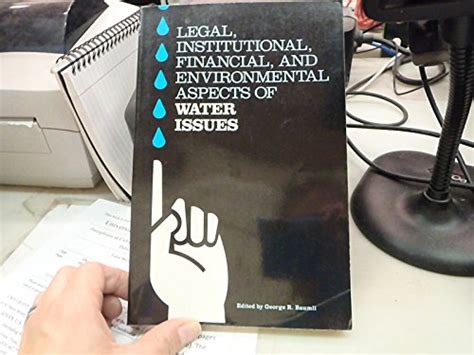 LEGAL,
INSTITUTIONAL,
FINANCIAL, AND
ENVIRONMENTAL
ASPECTS OF
WATER
ISSUES
Edited by George R. Baumli